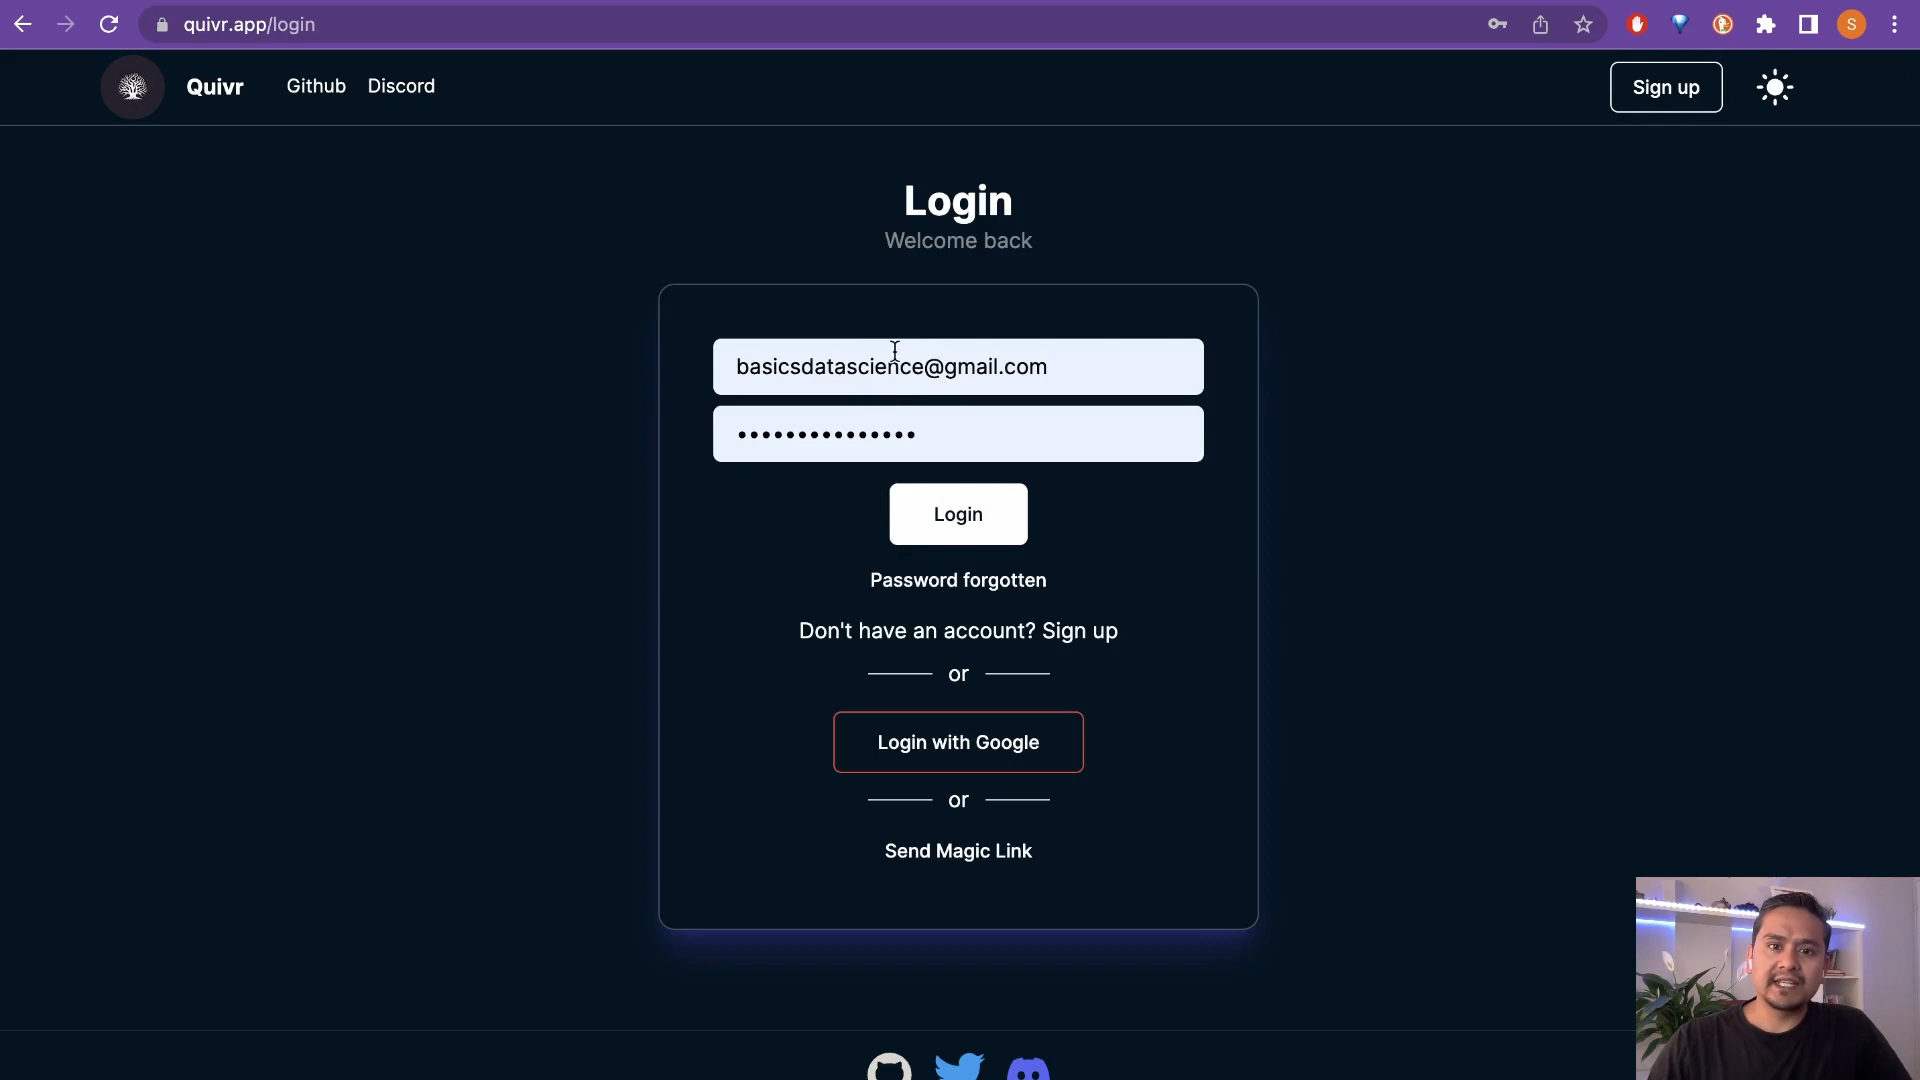 quivr.app/login
S
Quivr
Github
Discord
Sign up
Login
Welcome back
basicsdatascience@gmail.com
•••••••••••••••
Login
Password forgotten
Don't have an account? Sign up
or
Login with Google
or
Send Magic Link